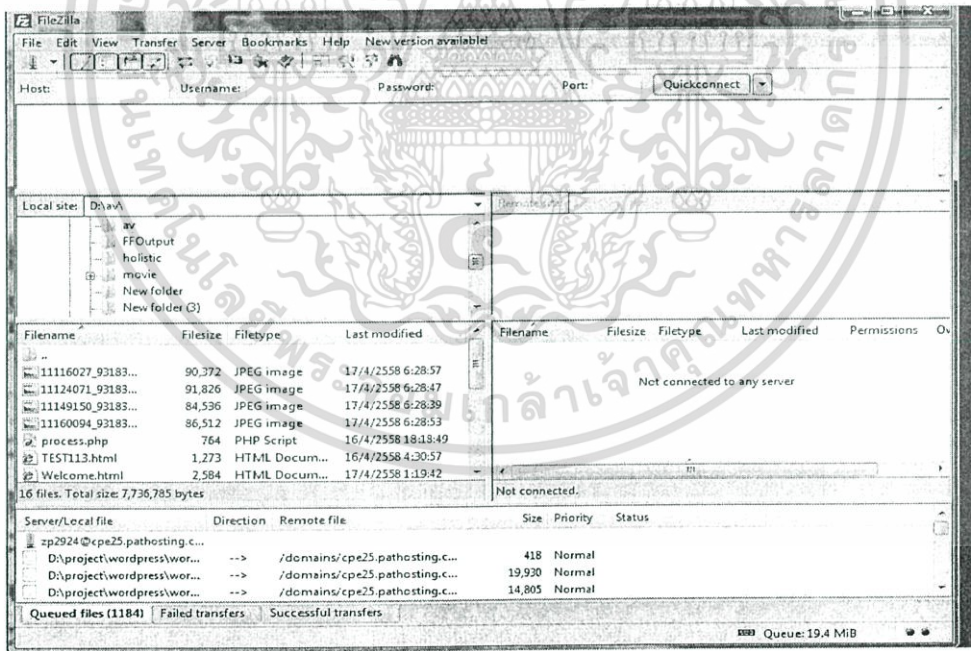 FileZilla
File Edit View Transfer Server Bookmarks Help New version available!
Host: Username: Password: Port: Quickconnect
Local site: D:\av\
Remote site:
av
FFOutput
holistic
movie
New folder
New folder (3)
Filename Filesize Filetype Last modified
..
11116027_93183... 90,372 JPEG image 17/4/2558 6:28:57
11124071_93183... 91,826 JPEG image 17/4/2558 6:28:47
11149150_93183... 84,536 JPEG image 17/4/2558 6:28:39
11160094_93183... 86,512 JPEG image 17/4/2558 6:28:53
process.php 764 PHP Script 16/4/2558 18:18:49
TEST113.html 1,273 HTML Docum... 16/4/2558 4:30:57
Welcome.html 2,584 HTML Docum... 17/4/2558 1:19:42
16 files. Total size: 7,736,785 bytes
Filename Filesize Filetype Last modified Permissions Ow
Not connected to any server
Not connected.
Server/Local file Direction Remote file Size Priority Status
zp2924@cpe25.pathosting.c...
D:\project\wordpress\wor... --> /domains/cpe25.pathosting.c... 418 Normal
D:\project\wordpress\wor... --> /domains/cpe25.pathosting.c... 19,930 Normal
D:\project\wordpress\wor... --> /domains/cpe25.pathosting.c... 14,805 Normal
Queued files (1184) Failed transfers Successful transfers
Queue: 19.4 MiB